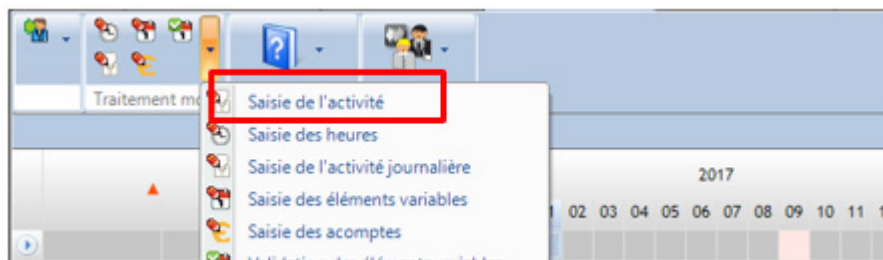 Traitement mo
Saisie de l'activité
Saisie des heures
Saisie de l'activité journalière
2017
Saisie des éléments variables
02 03 04 05 06 07 08 09 10 11
Saisie des acomptes